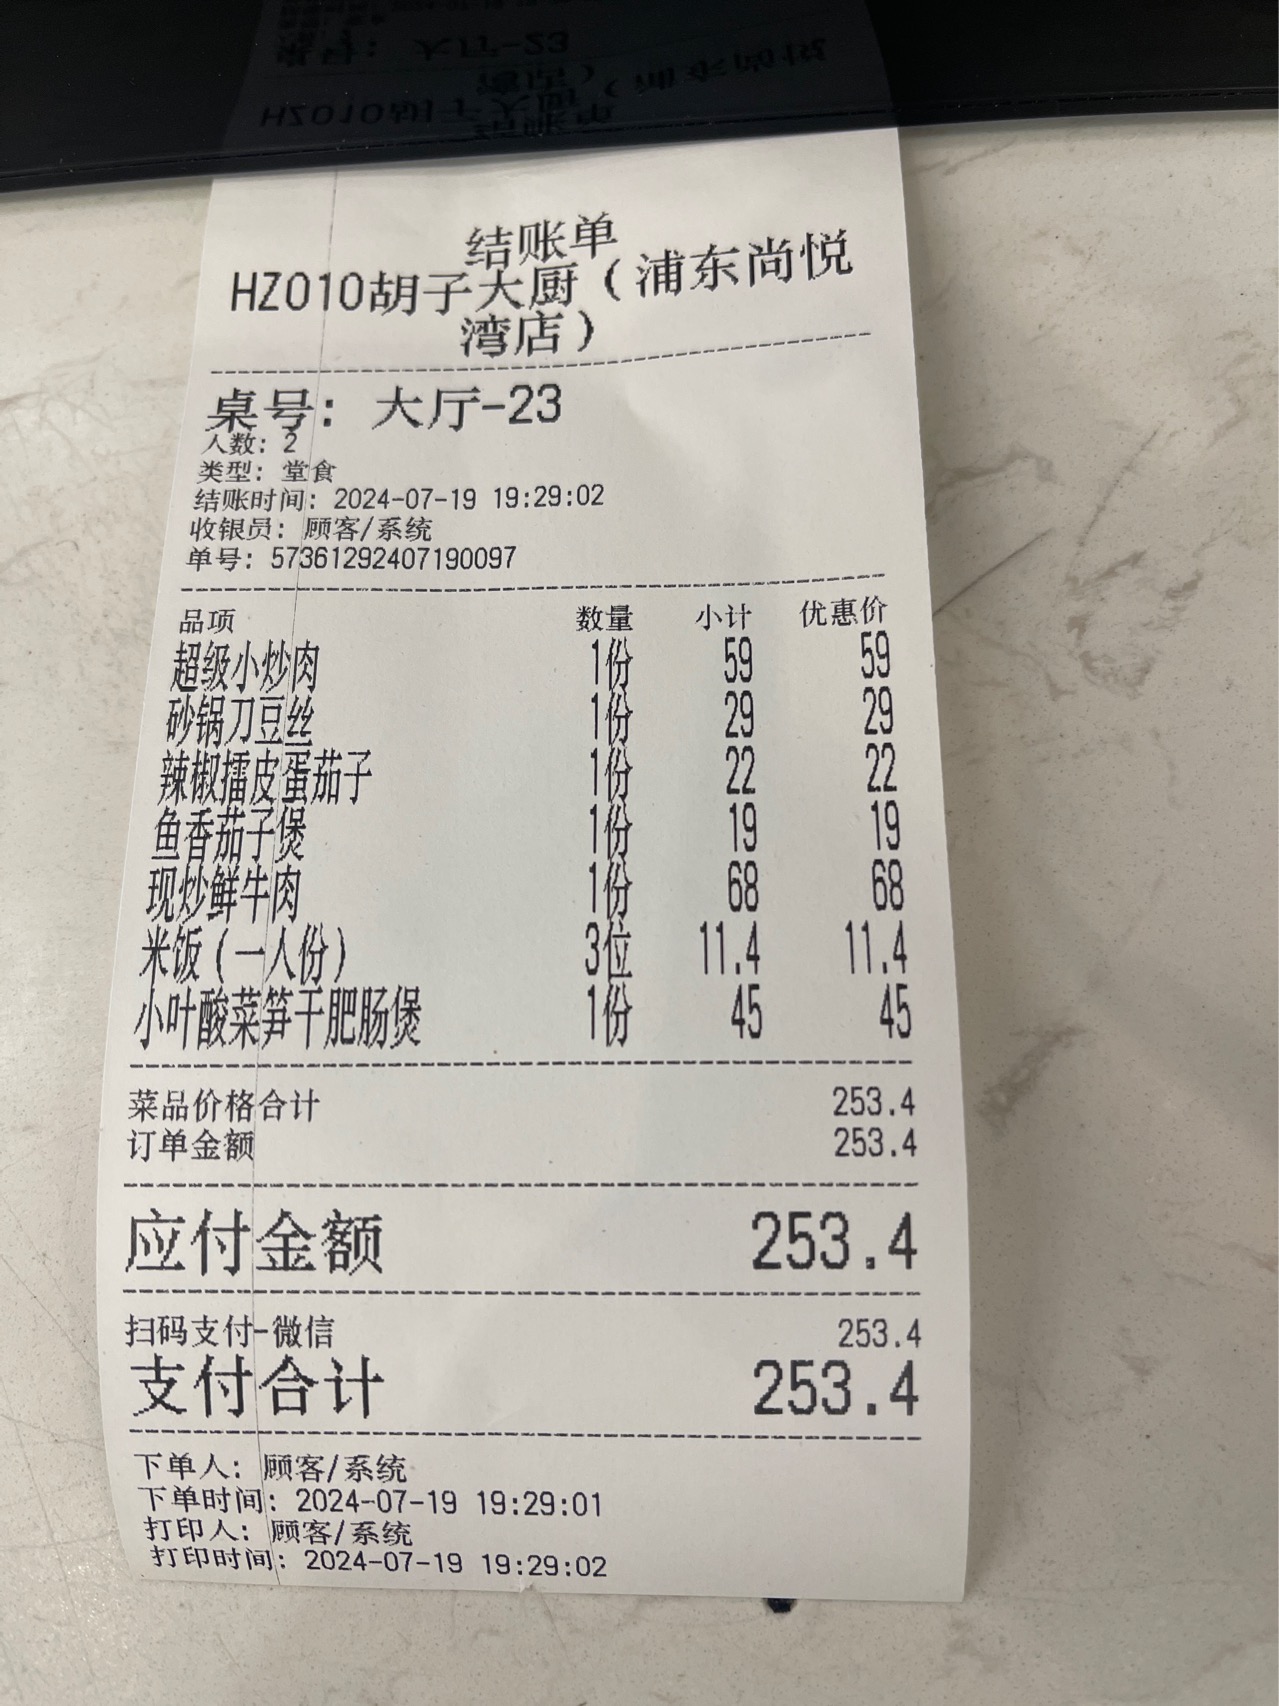 结账单
HZ010胡子大厨（浦东尚悦
湾店）
桌号：大厅-23
人数：2
类型：堂食
结账时间：2024-07-19 19:29:02
收银员：顾客/系统
单号：573612924071900​97
品项 数量 小计 优惠价
超级小炒肉 1份 59 59
砂锅刀豆丝 1份 29 29
辣椒擂皮蛋茄子 1份 22 22
鱼香茄子煲 1份 19 19
现炒鲜牛肉 1份 68 68
米饭（一人份） 3位 11.4 11.4
小叶酸菜笋干肥肠煲 1份 45 45
菜品价格合计 253.4
订单金额 253.4
应付金额 253.4
扫码支付-微信 253.4
支付合计 253.4
下单人：顾客/系统
下单时间：2024-07-19 19:29:01
打印人：顾客/系统
打印时间：2024-07-19 19:29:02